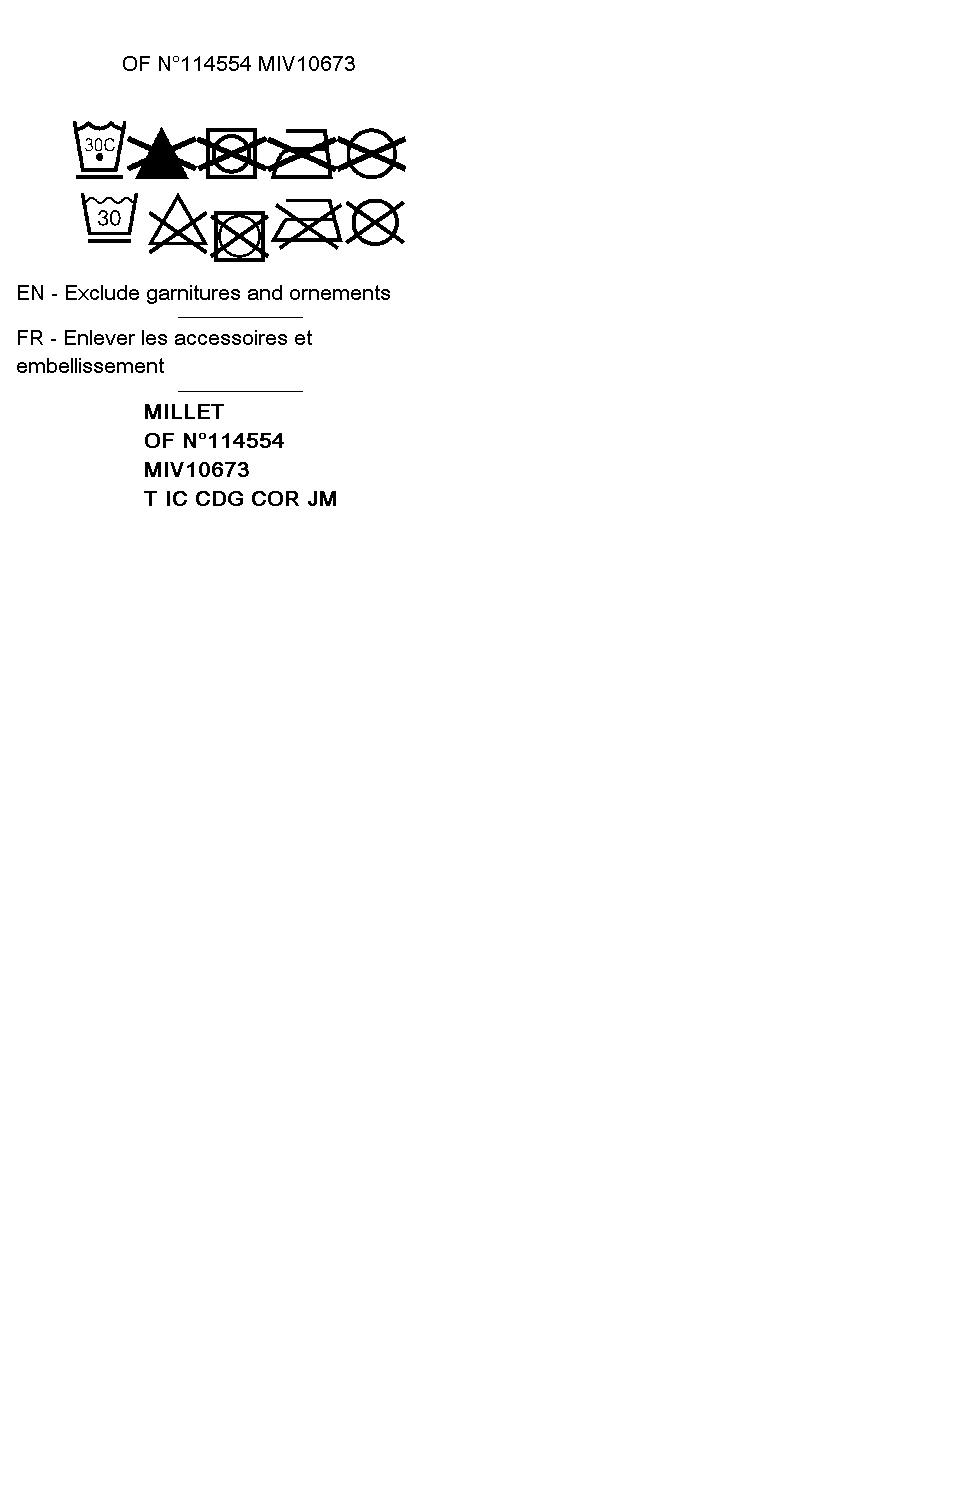 OF N°114554 MIV10673
30C
30
EN - Exclude garnitures and ornements
FR - Enlever les accessoires et
embellissement
MILLET
OF N°114554
MIV10673
T IC CDG COR JM